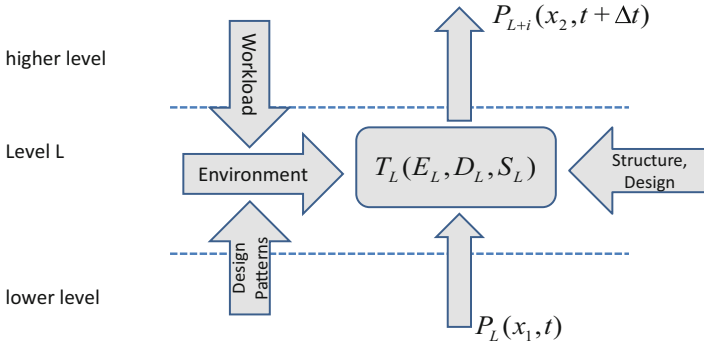 P_{L+i}(x_2, t + Δt)
higher level
Workload
Level L
Environment
T_L(E_L, D_L, S_L)
Structure,
Design
Design
Patterns
lower level
P_L(x_1, t)